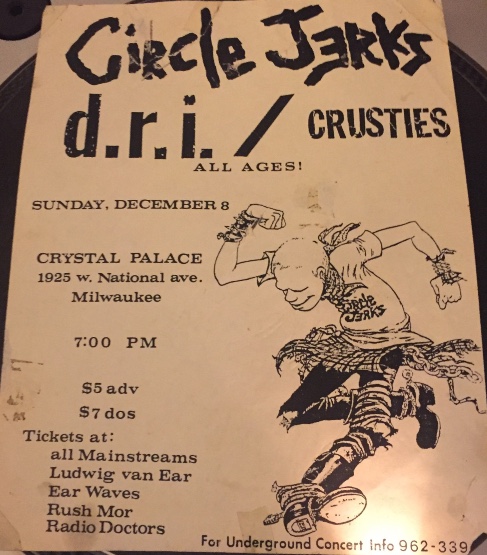 Circle Jerks
d.r.i. / CRUSTIES
ALL AGES!
SUNDAY, DECEMBER 8
CRYSTAL PALACE
1925 w. National ave.
Milwaukee
7:00 PM
$5 adv
$7 dos
Tickets at:
all Mainstreams
Ludwig van Ear
Ear Waves
Rush Mor
Radio Doctors
Circle
Jerks
For Underground Concert info 962-339